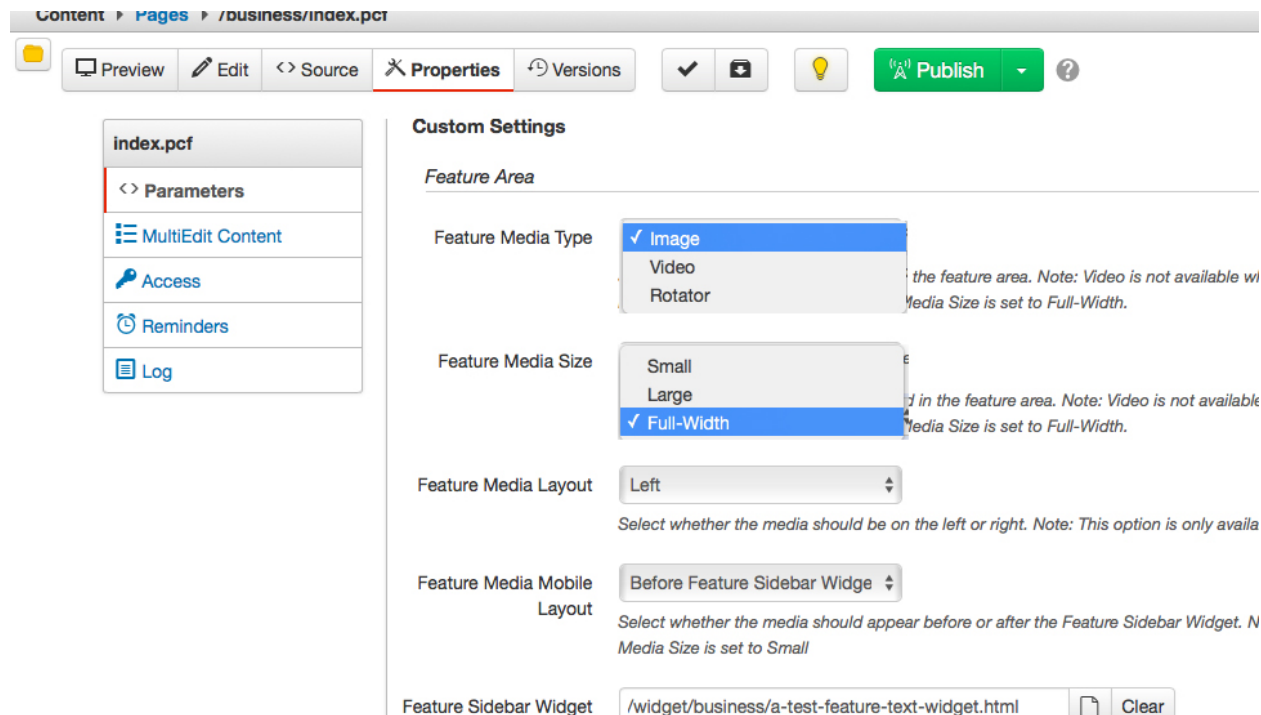 Content ▸ Pages ▸ /business/index.pcf
Preview Edit Source Properties Versions Publish
index.pcf
Parameters
MultiEdit Content
Access
Reminders
Log
Custom Settings
Feature Area
Feature Media Type
✓ Image
Video
Rotator
the feature area. Note: Video is not available
Media Size is set to Full-Width.
Feature Media Size
Small
Large
✓ Full-Width
in the feature area. Note: Video is not available
Media Size is set to Full-Width.
Feature Media Layout
Left
Select whether the media should be on the left or right. Note: This option is only availa
Feature Media Mobile
Layout
Before Feature Sidebar Widge
Select whether the media should appear before or after the Feature Sidebar Widget. N
Media Size is set to Small
Feature Sidebar Widget
/widget/business/a-test-feature-text-widget.html
Clear